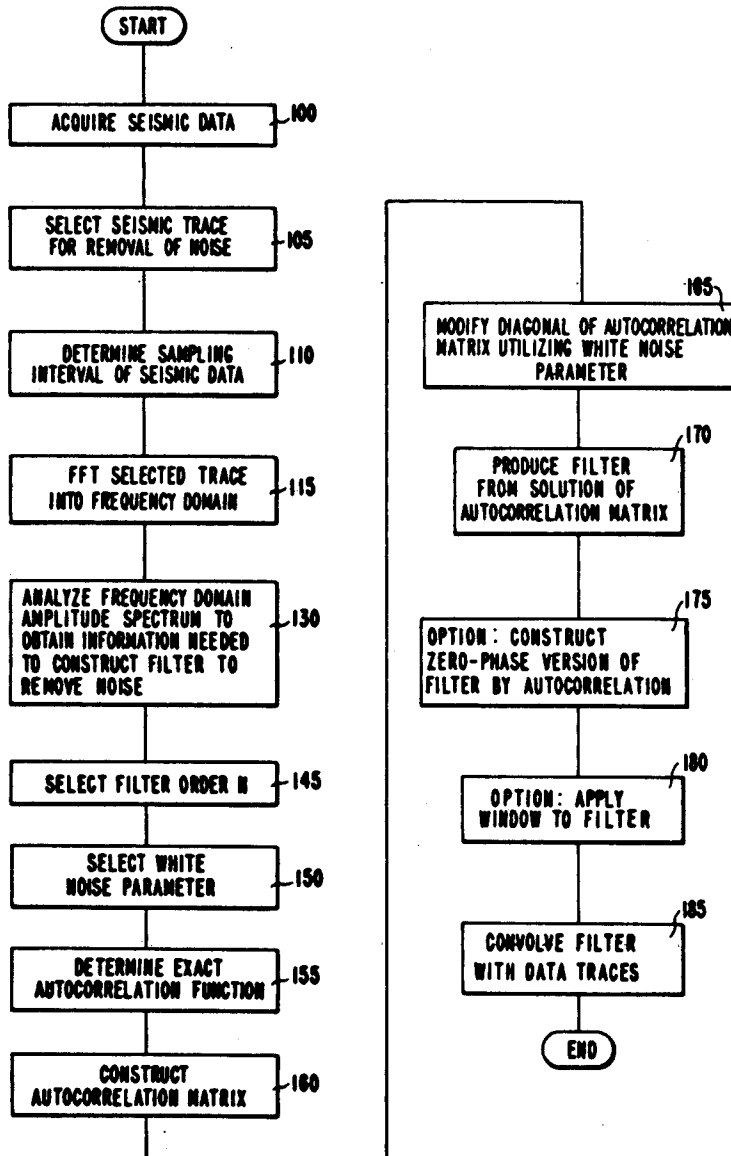 START
ACQUIRE SEISMIC DATA
100
SELECT SEISMIC TRACE
FOR REMOVAL OF NOISE
105
DETERMINE SAMPLING
INTERVAL OF SEISMIC DATA
110
FFT SELECTED TRACE
INTO FREQUENCY DOMAIN
115
ANALYZE FREQUENCY DOMAIN
AMPLITUDE SPECTRUM TO
OBTAIN INFORMATION NEEDED
TO CONSTRUCT FILTER TO
REMOVE NOISE
130
SELECT FILTER ORDER N
145
SELECT WHITE
NOISE PARAMETER
150
DETERMINE EXACT
AUTOCORRELATION FUNCTION
155
CONSTRUCT
AUTOCORRELATION MATRIX
160
165
MODIFY DIAGONAL OF AUTOCORRELATION
MATRIX UTILIZING WHITE NOISE
PARAMETER
170
PRODUCE FILTER
FROM SOLUTION OF
AUTOCORRELATION MATRIX
175
OPTION: CONSTRUCT
ZERO-PHASE VERSION OF
FILTER BY AUTOCORRELATION
180
OPTION: APPLY
WINDOW TO FILTER
185
CONVOLVE FILTER
WITH DATA TRACES
END